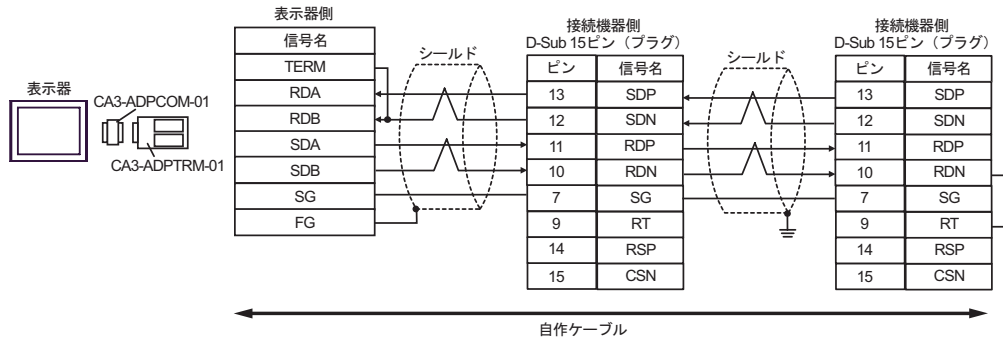 表示器
CA3-ADPCOM-01
CA3-ADPTRM-01
表示器側
信号名
TERM
RDA
RDB
SDA
SDB
SG
FG
シールド
接続機器側
D-Sub 15ピン（プラグ）
ピン 信号名
13 SDP
12 SDN
11 RDP
10 RDN
7 SG
9 RT
14 RSP
15 CSN
シールド
接続機器側
D-Sub 15ピン（プラグ）
ピン 信号名
13 SDP
12 SDN
11 RDP
10 RDN
7 SG
9 RT
14 RSP
15 CSN
自作ケーブル